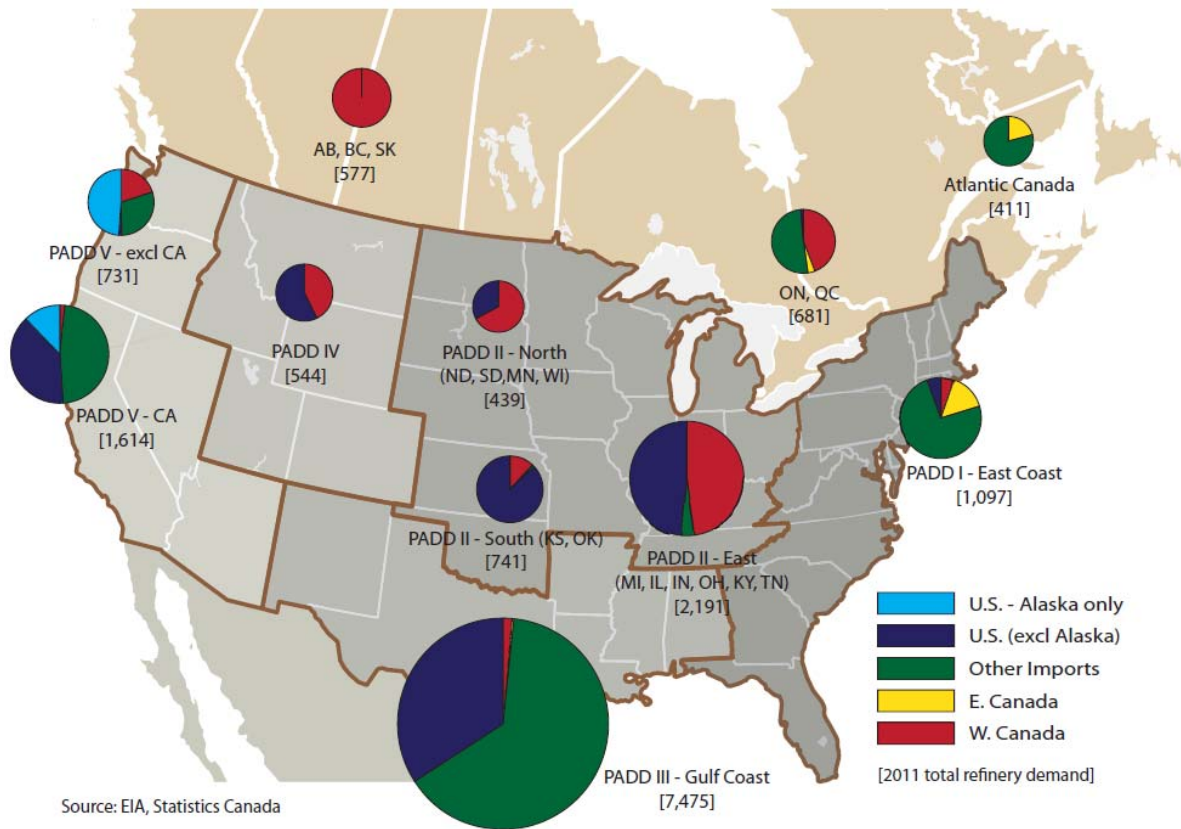 AB, BC, SK
[577]
Atlantic Canada
[411]
PADD V - excl CA
[731]
ON, QC
[681]
PADD IV
[544]
PADD II - North
(ND, SD,MN, WI)
[439]
PADD V - CA
[1,614]
PADD I - East Coast
[1,097]
PADD II - South (KS, OK)
[741]
PADD II - East
(MI, IL, IN, OH, KY, TN)
[2,191]
U.S. - Alaska only
U.S. (excl Alaska)
Other Imports
E. Canada
W. Canada
[2011 total refinery demand]
PADD III - Gulf Coast
[7,475]
Source: EIA, Statistics Canada